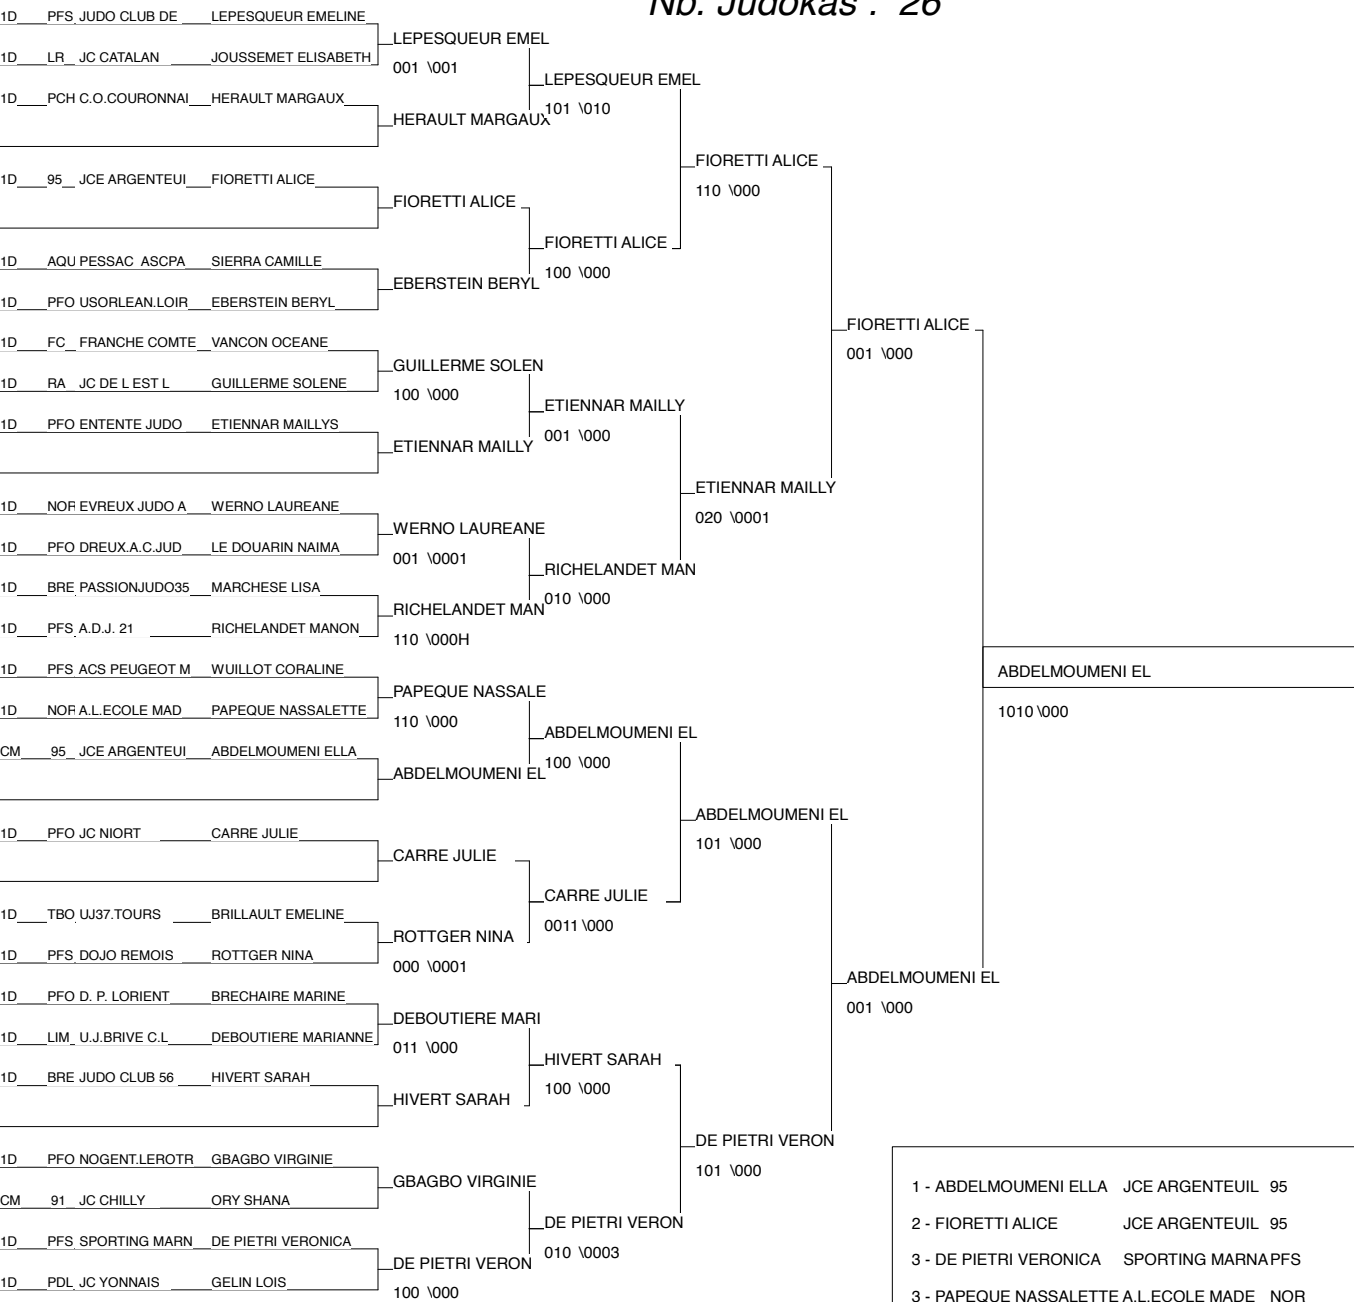 Nb. Judokas : 26
1D PFS JUDO CLUB DE LEPESQUEUR EMELINE
LEPESQUEUR EMEL
1D LR JC CATALAN JOUSSEMET ELISABETH
001 \001
LEPESQUEUR EMEL
1D PCH C.O.COURONNAI HERAULT MARGAUX
101 \010
HERAULT MARGAUX
FIORETTI ALICE
1D 95 JCE ARGENTEUI FIORETTI ALICE
110 \000
FIORETTI ALICE
FIORETTI ALICE
1D AQU PESSAC ASCPA SIERRA CAMILLE
100 \000
EBERSTEIN BERYL
1D PFO USORLEAN.LOIR EBERSTEIN BERYL
FIORETTI ALICE
1D FC FRANCHE COMTE VANCON OCEANE
001 \000
GUILLERME SOLEN
1D RA JC DE L EST L GUILLERME SOLENE
100 \000
ETIENNAR MAILLY
1D PFO ENTENTE JUDO ETIENNAR MAILLYS
001 \000
ETIENNAR MAILLY
ETIENNAR MAILLY
1D NOR EVREUX JUDO A WERNO LAUREANE
020 \0001
WERNO LAUREANE
1D PFO DREUX.A.C.JUD LE DOUARIN NAIMA
001 \0001
RICHELANDET MAN
1D BRE PASSIONJUDO35 MARCHESE LISA
010 \000
RICHELANDET MAN
1D PFS A.D.J. 21 RICHELANDET MANON
110 \000H
1D PFS ACS PEUGEOT M WUILLOT CORALINE
ABDELMOUMENI EL
PAPEQUE NASSALE
1D NOR A.L.ECOLE MAD PAPEQUE NASSALETTE
1010 \000
110 \000
ABDELMOUMENI EL
CM 95 JCE ARGENTEUI ABDELMOUMENI ELLA
100 \000
ABDELMOUMENI EL
ABDELMOUMENI EL
1D PFO JC NIORT CARRE JULIE
101 \000
CARRE JULIE
CARRE JULIE
1D TBO UJ37.TOURS BRILLAULT EMELINE
0011 \000
ROTTGER NINA
1D PFS DOJO REMOIS ROTTGER NINA
000 \0001
ABDELMOUMENI EL
1D PFO D. P. LORIENT BRECHAIRE MARINE
001 \000
DEBOUTIERE MARI
1D LIM U.J.BRIVE C.L DEBOUTIERE MARIANNE
011 \000
HIVERT SARAH
1D BRE JUDO CLUB 56 HIVERT SARAH
100 \000
HIVERT SARAH
DE PIETRI VERON
1D PFO NOGENT.LEROTR GBAGBO VIRGINIE
101 \000
GBAGBO VIRGINIE
1 - ABDELMOUMENI ELLA JCE ARGENTEUIL 95
CM 91 JC CHILLY ORY SHANA
DE PIETRI VERON
2 - FIORETTI ALICE JCE ARGENTEUIL 95
1D PFS SPORTING MARN DE PIETRI VERONICA
010 \0003
DE PIETRI VERON
3 - DE PIETRI VERONICA SPORTING MARNA PFS
1D PDL JC YONNAIS GELIN LOIS
100 \000
3 - PAPEQUE NASSALETTE A.L.ECOLE MADE NOR